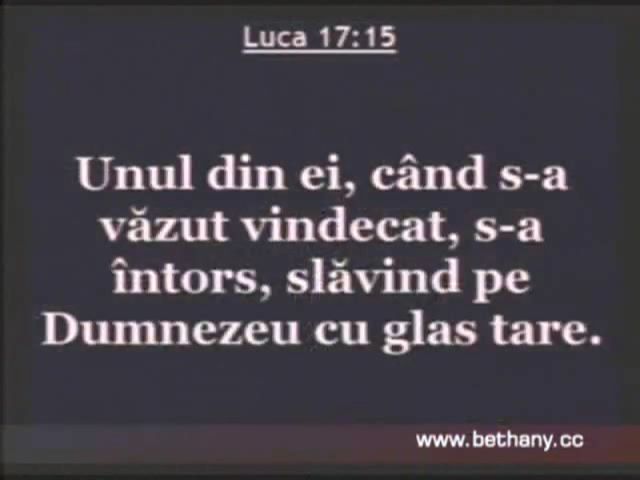 Luca 17:15
Unul din ei, când s-a
văzut vindecat, s-a
întors, slăvind pe
Dumnezeu cu glas tare.
www.bethany.cc